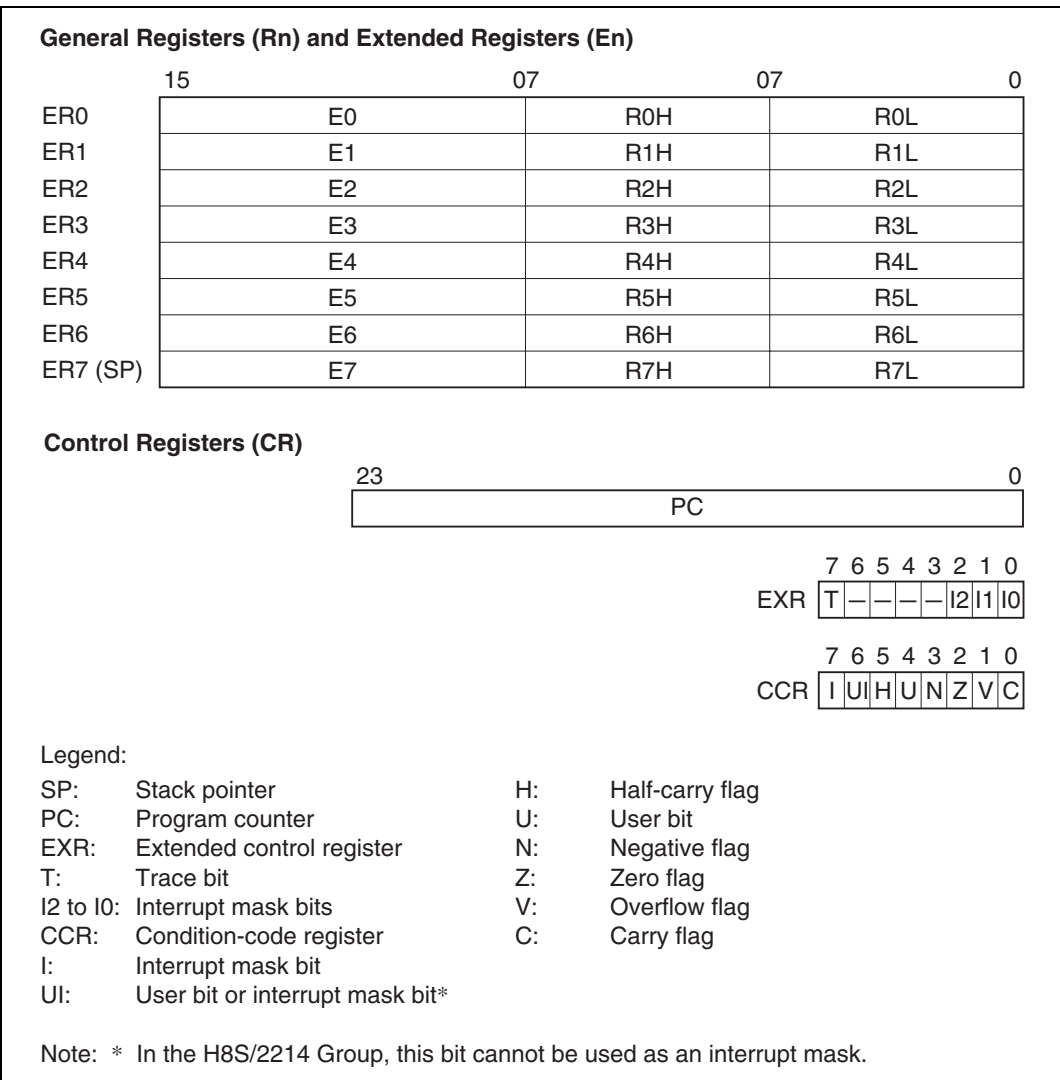 General Registers (Rn) and Extended Registers (En)
15 07 07 0
ER0 E0 R0H R0L
ER1 E1 R1H R1L
ER2 E2 R2H R2L
ER3 E3 R3H R3L
ER4 E4 R4H R4L
ER5 E5 R5H R5L
ER6 E6 R6H R6L
ER7 (SP) E7 R7H R7L
Control Registers (CR)
23 0
PC
7 6 5 4 3 2 1 0
EXR T — — — — I2 I1 I0
7 6 5 4 3 2 1 0
CCR I UI H U N Z V C
Legend:
SP: Stack pointer H: Half-carry flag
PC: Program counter U: User bit
EXR: Extended control register N: Negative flag
T: Trace bit Z: Zero flag
I2 to I0: Interrupt mask bits V: Overflow flag
CCR: Condition-code register C: Carry flag
I: Interrupt mask bit
UI: User bit or interrupt mask bit*
Note: * In the H8S/2214 Group, this bit cannot be used as an interrupt mask.